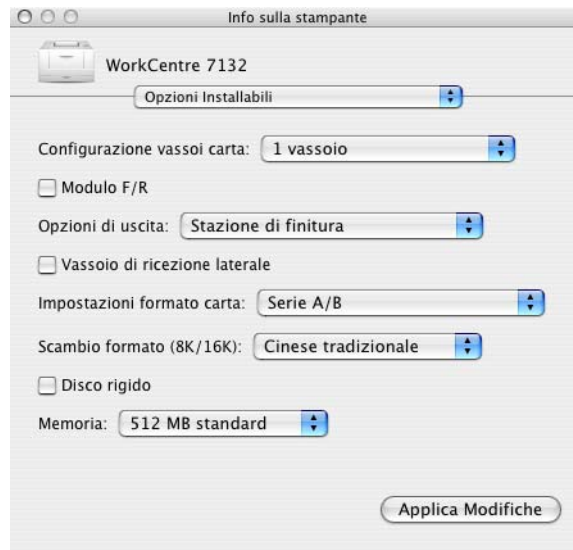 Info sulla stampante
WorkCentre 7132
Opzioni Installabili
Configurazione vassoi carta: 1 vassoio
Modulo F/R
Opzioni di uscita: Stazione di finitura
Vassoio di ricezione laterale
Impostazioni formato carta: Serie A/B
Scambio formato (8K/16K): Cinese tradizionale
Disco rigido
Memoria: 512 MB standard
Applica Modifiche